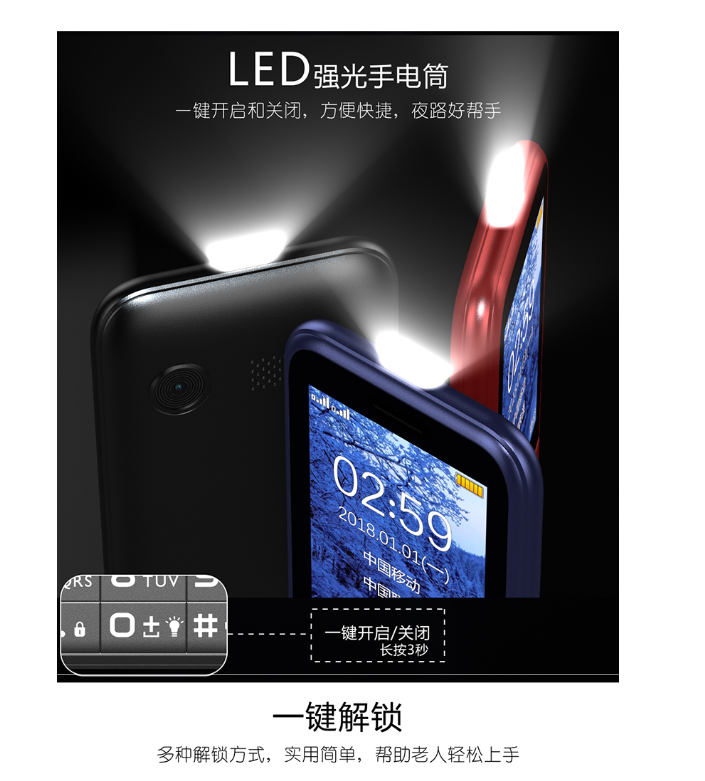 LED强光手电筒
一键开启和关闭，方便快捷，夜路好帮手
02:59
2018.01.01(一)
中国移动
QRS TUV
0 #
一键开启/关闭
长按3秒
一键解锁
多种解锁方式，实用简单，帮助老人轻松上手